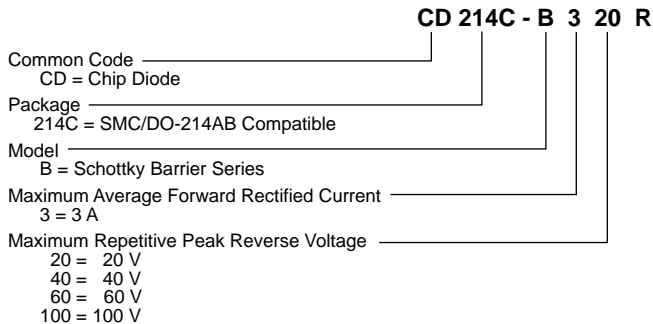 CD 214C - B 3 20 R
Common Code
CD = Chip Diode
Package
214C = SMC/DO-214AB Compatible
Model
B = Schottky Barrier Series
Maximum Average Forward Rectified Current
3 = 3 A
Maximum Repetitive Peak Reverse Voltage
20 = 20 V
40 = 40 V
60 = 60 V
100 = 100 V